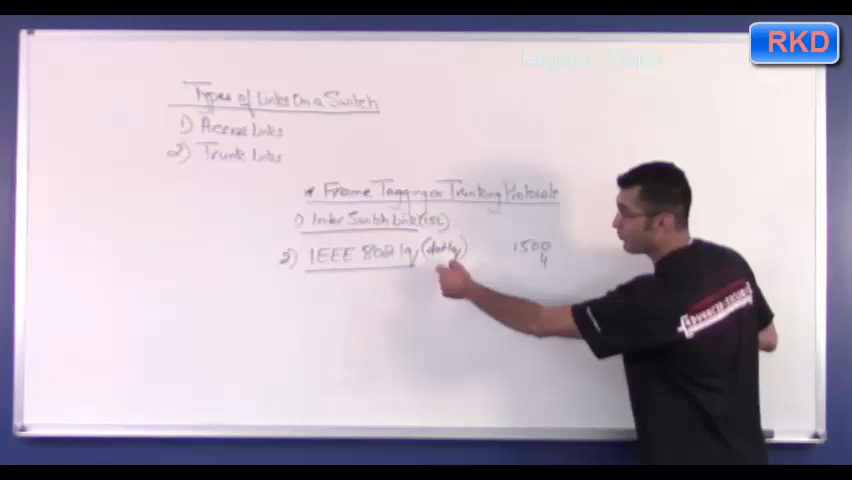 RKD
Types of Links On a Switch
1) Access Links
2) Trunk Links
* Frame Tagging or Trunking Protocols
1) Inter Switch Link (ISL)
2) IEEE 802.1q (dot1q)
1500
4